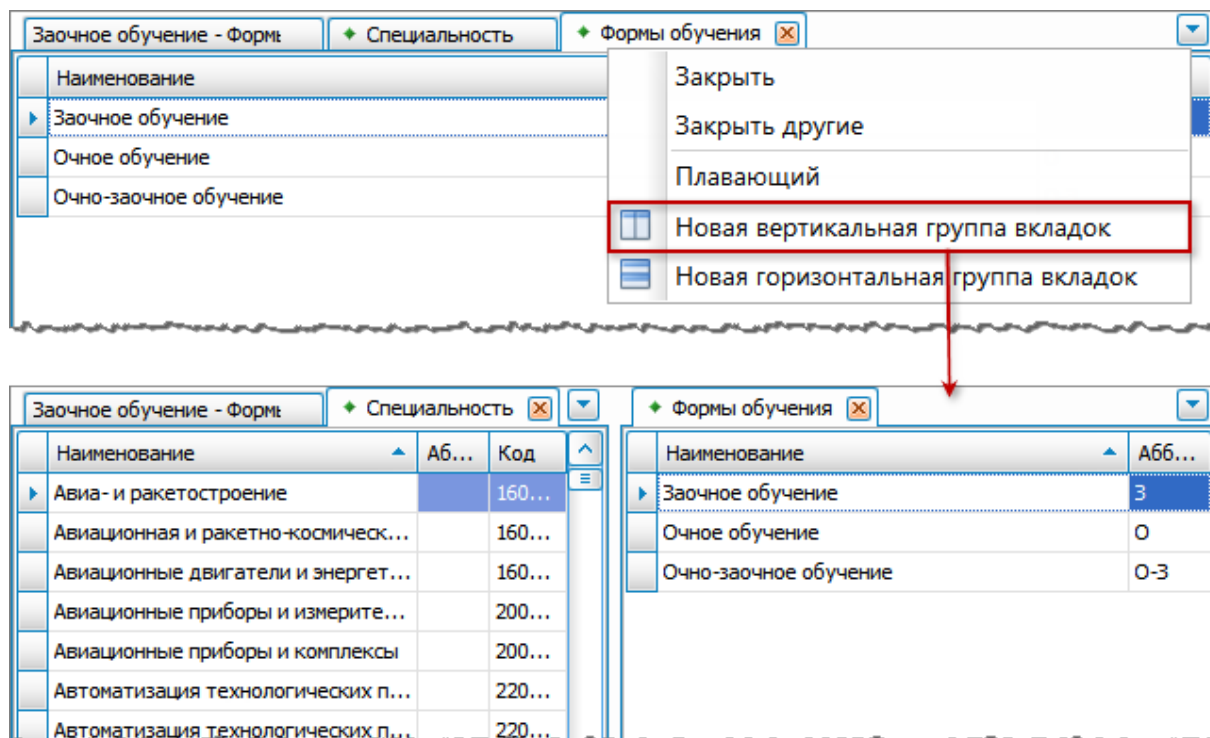 Заочное обучение - Формы
Специальность
Формы обучения
Наименование
Заочное обучение
Очное обучение
Очно-заочное обучение
Закрыть
Закрыть другие
Плавающий
Новая вертикальная группа вкладок
Новая горизонтальная группа вкладок
Заочное обучение - Формы
Специальность
Наименование Аб... Код
Авиа- и ракетостроение 160...
Авиационная и ракетно-космическ... 160...
Авиационные двигатели и энергет... 160...
Авиационные приборы и измерите... 200...
Авиационные приборы и комплексы 200...
Автоматизация технологических п... 220...
Автоматизация технологических п... 220...
Формы обучения
Наименование Абб...
Заочное обучение З
Очное обучение О
Очно-заочное обучение О-З